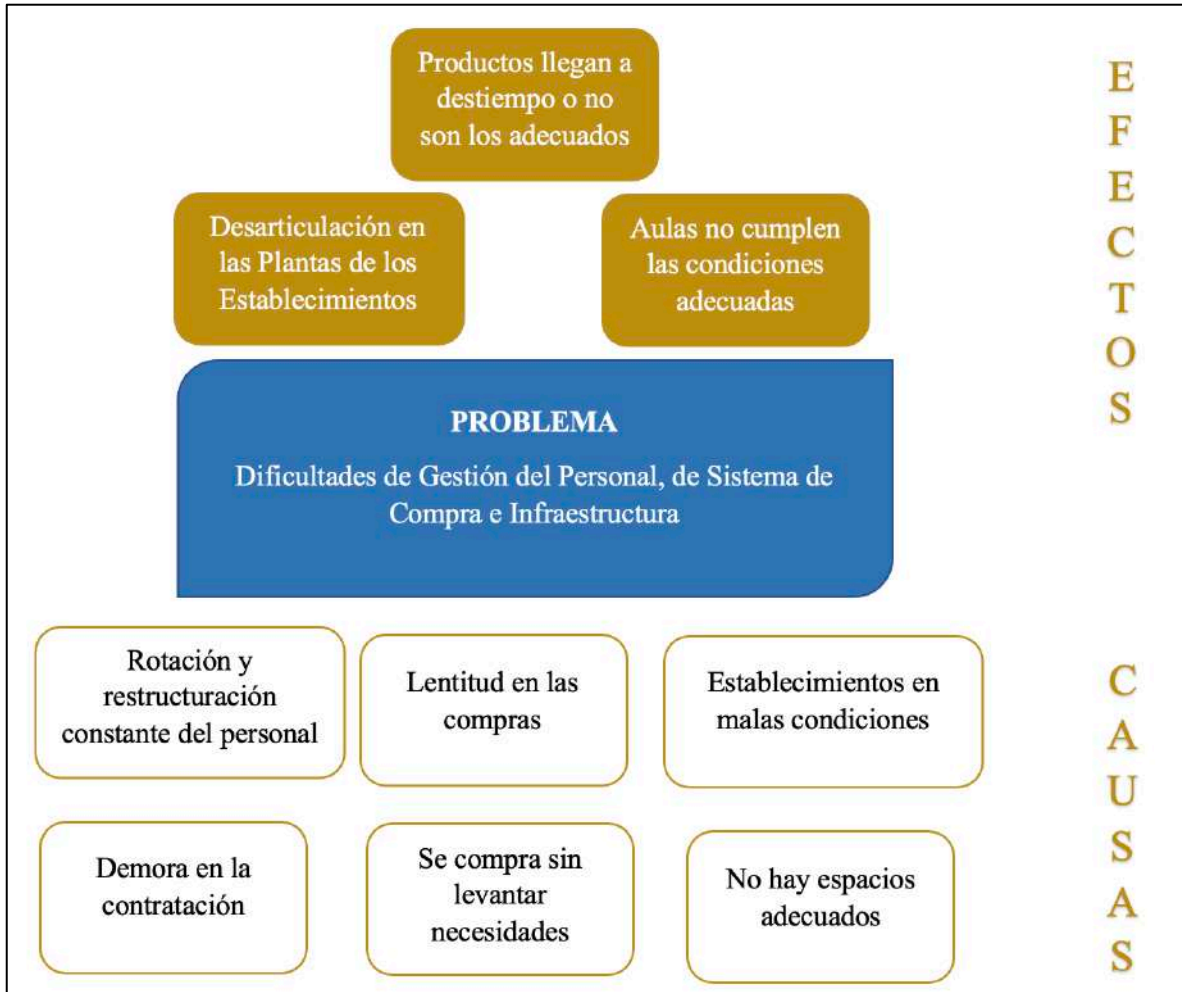 Productos llegan a
destiempo o no
son los adecuados
Desarticulación en
las Plantas de los
Establecimientos
Aulas no cumplen
las condiciones
adecuadas
E
F
E
C
T
O
S
PROBLEMA
Dificultades de Gestión del Personal, de Sistema de
Compra e Infraestructura
Rotación y
restructuración
constante del personal
Lentitud en las
compras
Establecimientos en
malas condiciones
Demora en la
contratación
Se compra sin
levantar
necesidades
No hay espacios
adecuados
C
A
U
S
A
S